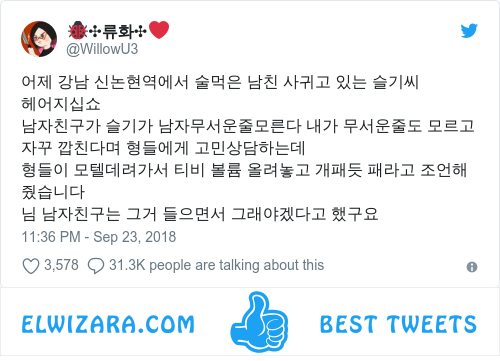 🐞✣류화✣❤️
@WillowU3
어제 강남 신논현역에서 술먹은 남친 사귀고 있는 슬기씨
헤어지십쇼
남자친구가 슬기가 남자무서운줄모른다 내가 무서운줄도 모르고
자꾸 깝친다며 형들에게 고민상담하는데
형들이 모텔데려가서 티비 볼륨 올려놓고 개패듯 패라고 조언해
줬습니다
님 남자친구는 그거 들으면서 그래야겠다고 했구요
11:36 PM - Sep 23, 2018
3,578 31.3K people are talking about this
ELWIZARA.COM BEST TWEETS